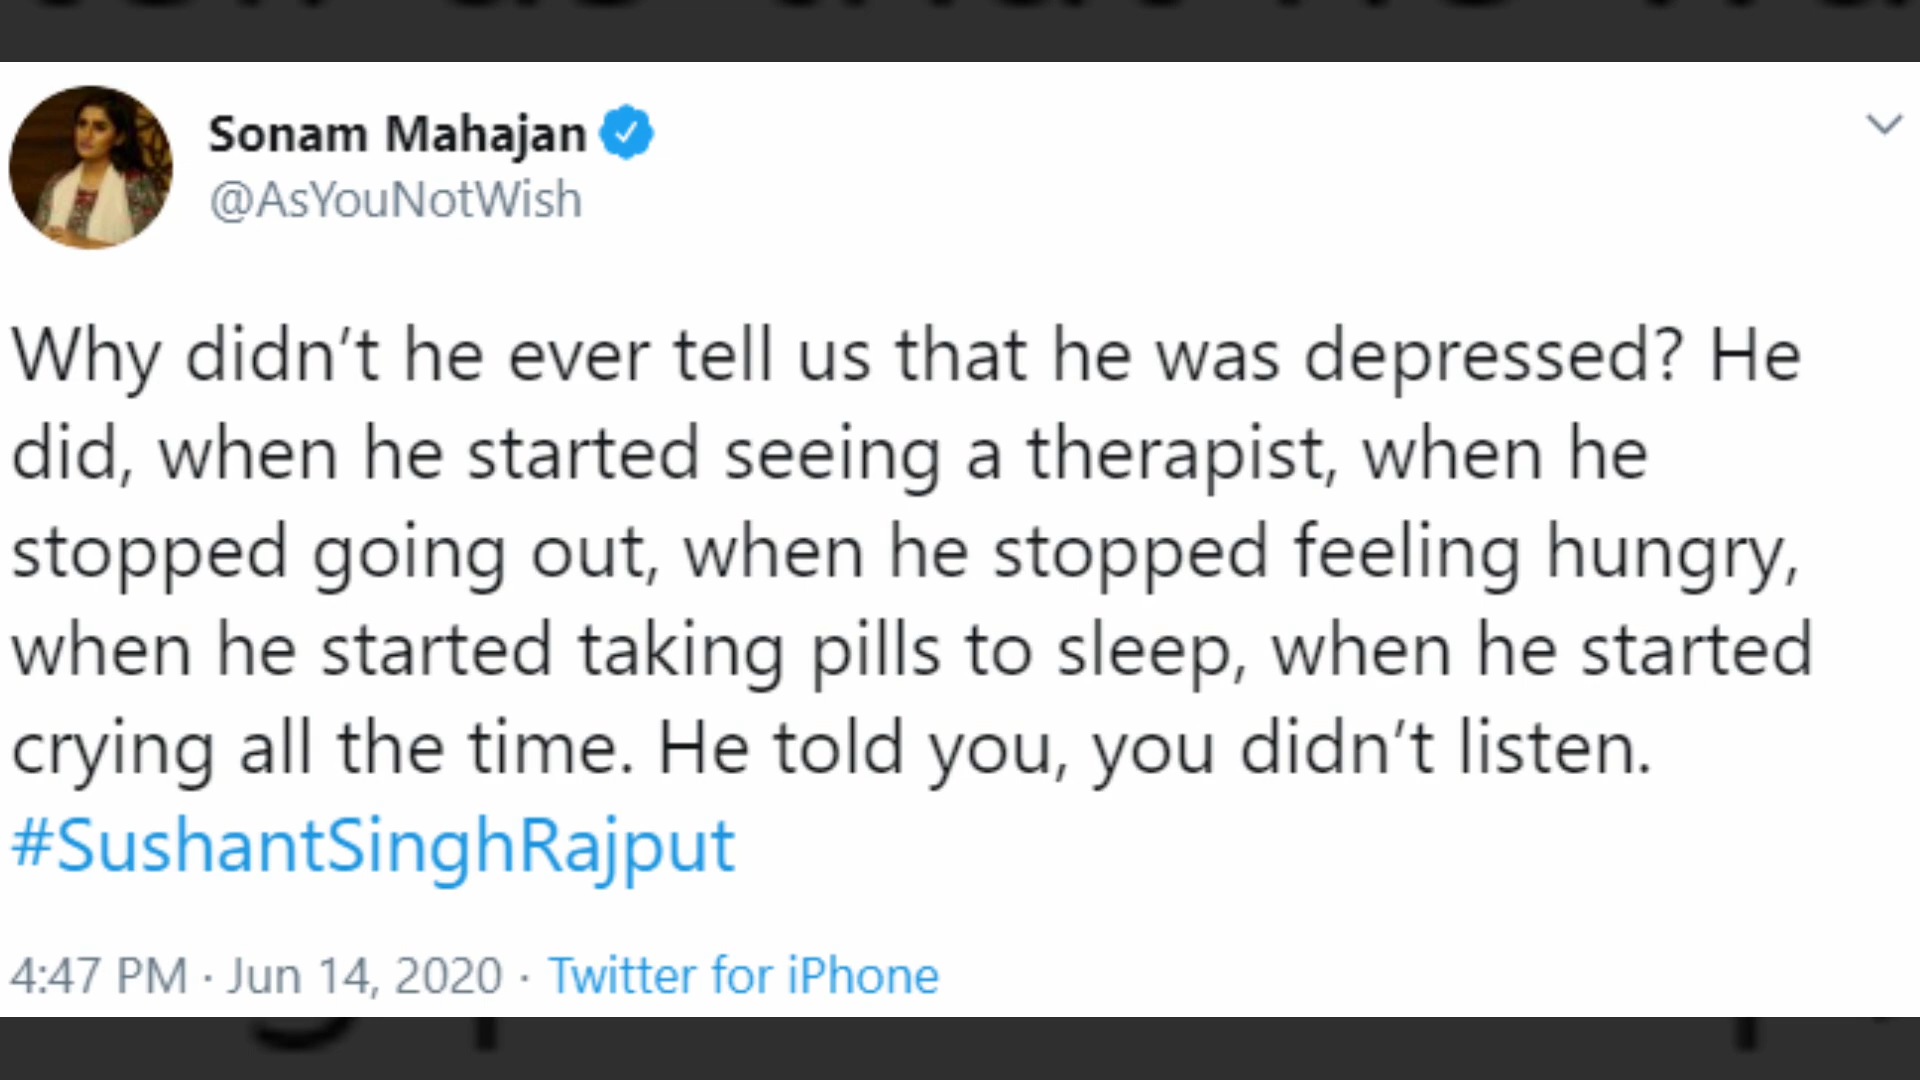 Sonam Mahajan
@AsYouNotWish
Why didn’t he ever tell us that he was depressed? He
did, when he started seeing a therapist, when he
stopped going out, when he stopped feeling hungry,
when he started taking pills to sleep, when he started
crying all the time. He told you, you didn’t listen.
#SushantSinghRajput
4:47 PM · Jun 14, 2020 · Twitter for iPhone